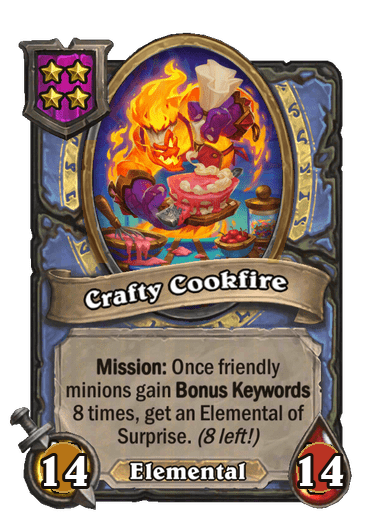 Crafty Cookfire
Mission: Once friendly
minions gain Bonus Keywords
8 times, get an Elemental of
Surprise. (8 left!)
14
Elemental
14